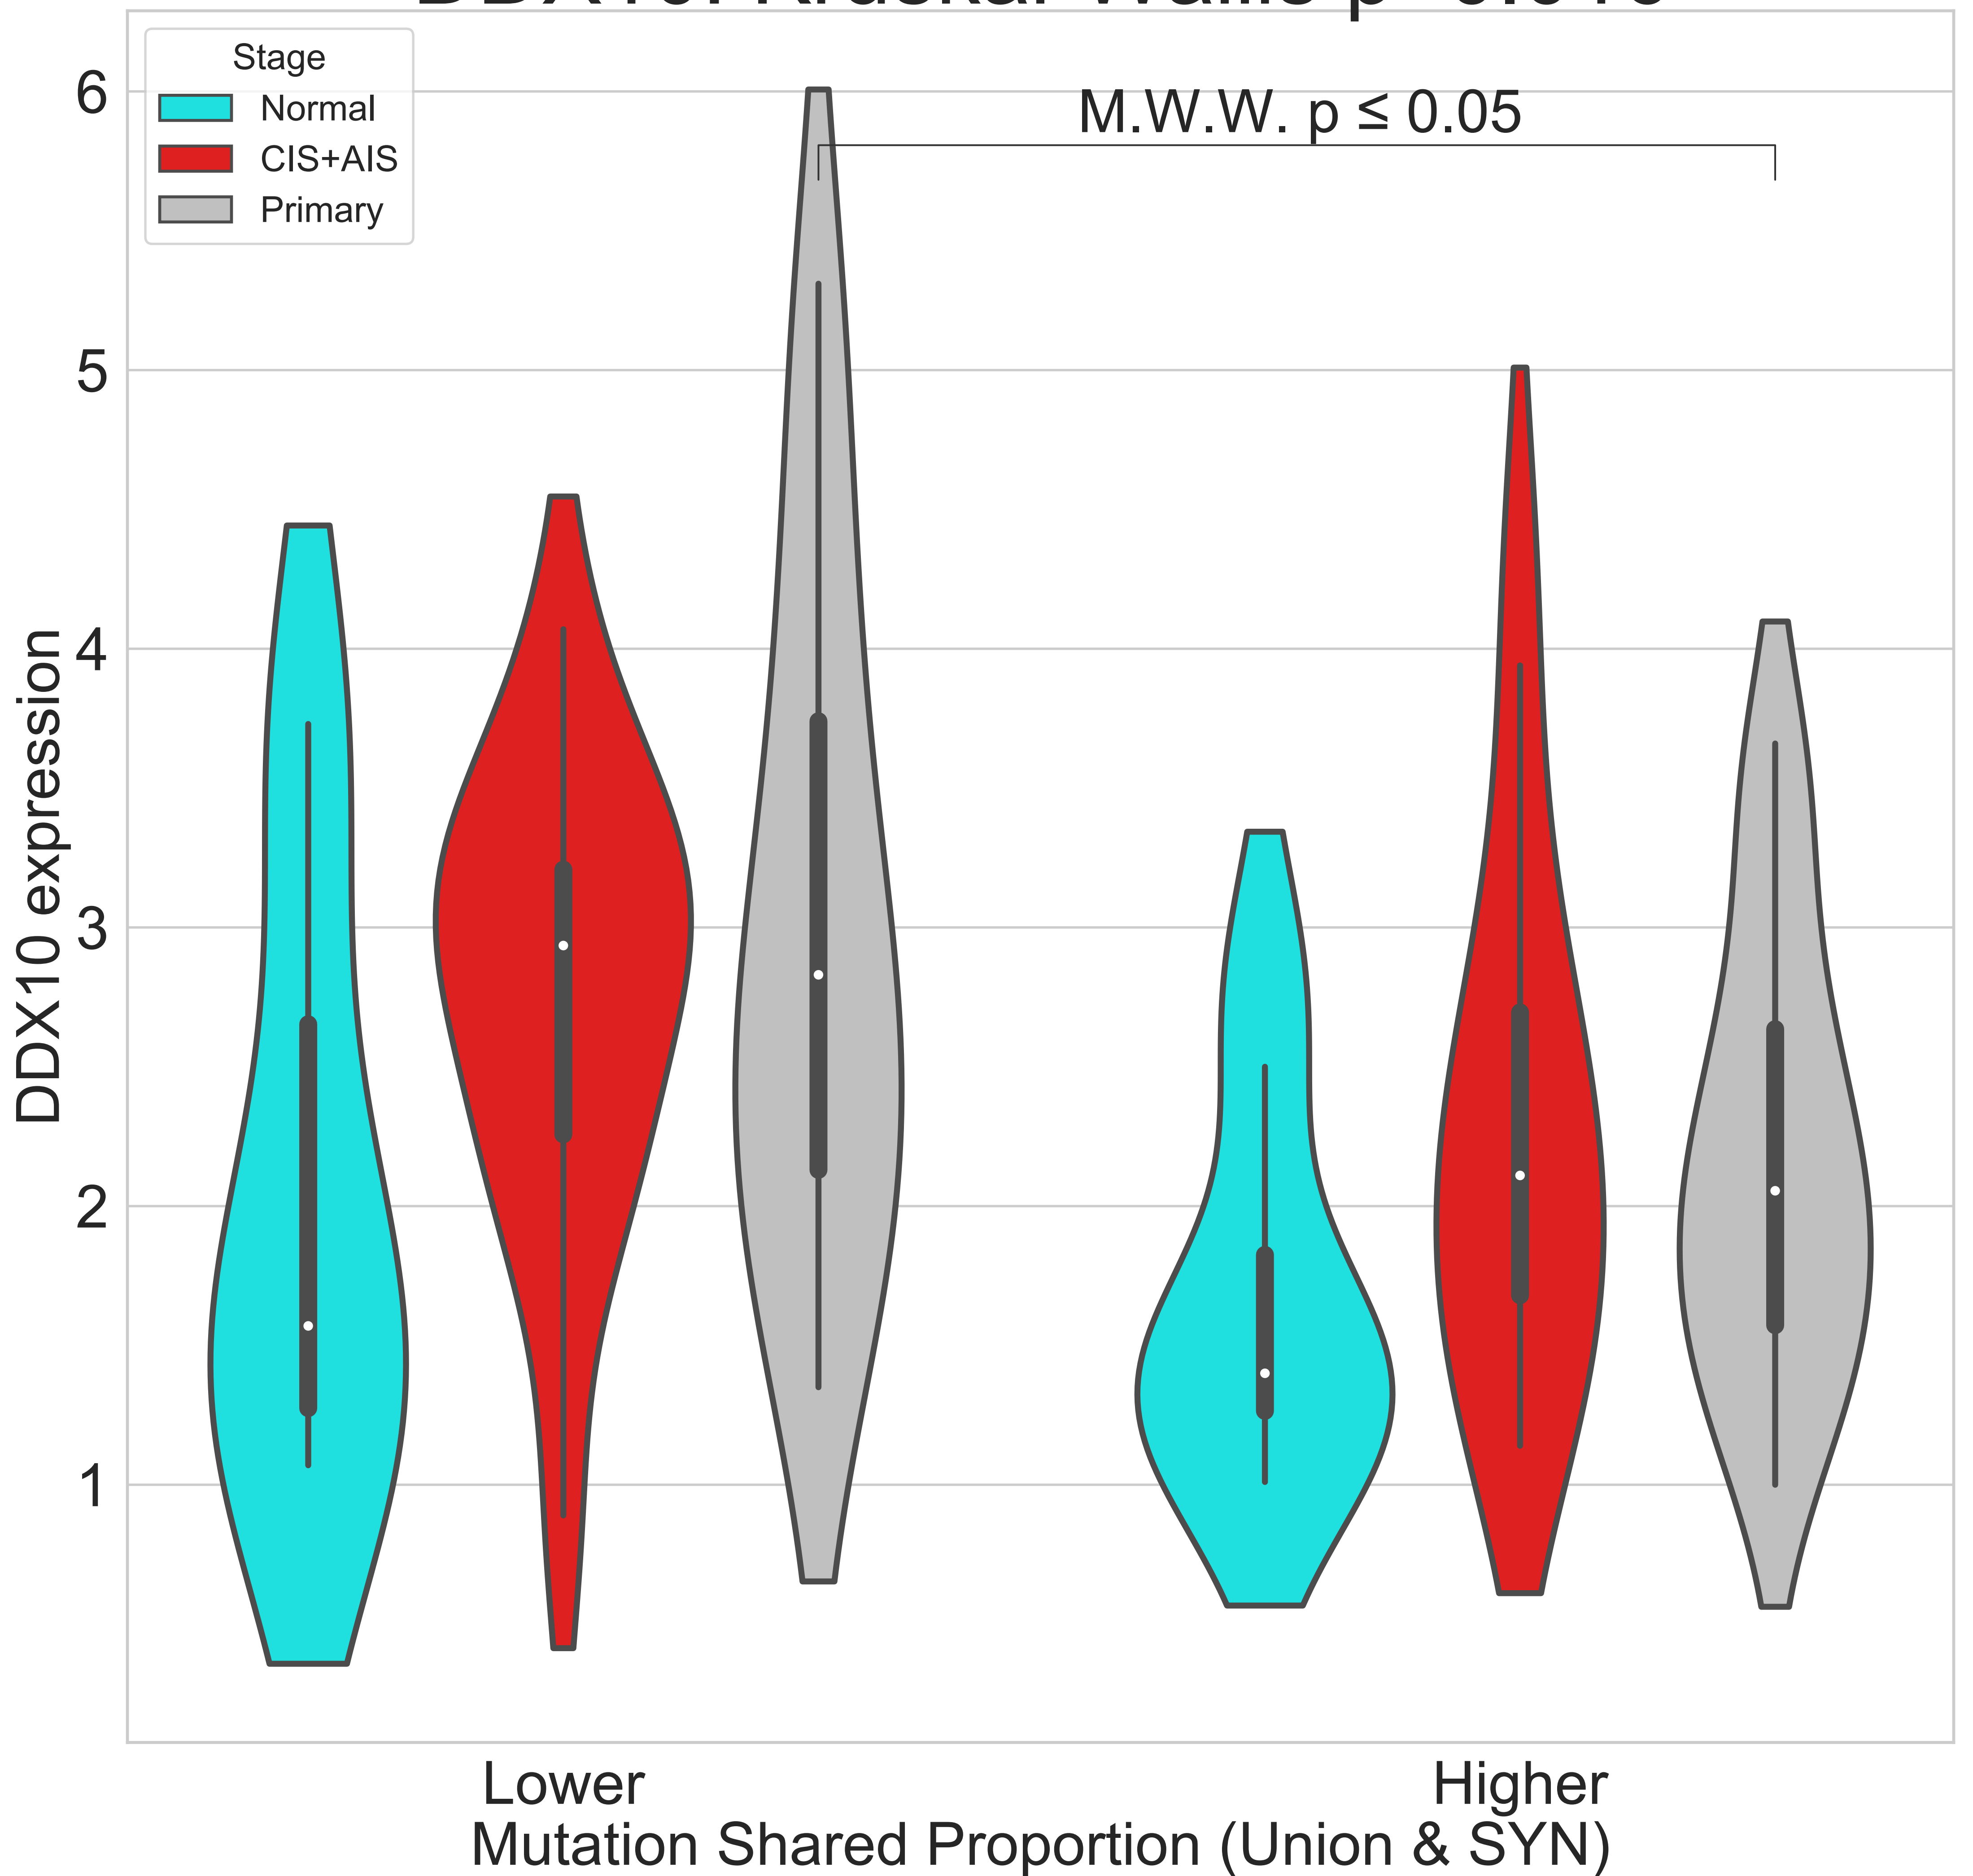 Stage
Normal
CIS+AIS
Primary
M.W.W. p ≤ 0.05
6
5
4
3
2
1
DDX10 expression
Lower
Higher
Mutation Shared Proportion (Union & SYN)